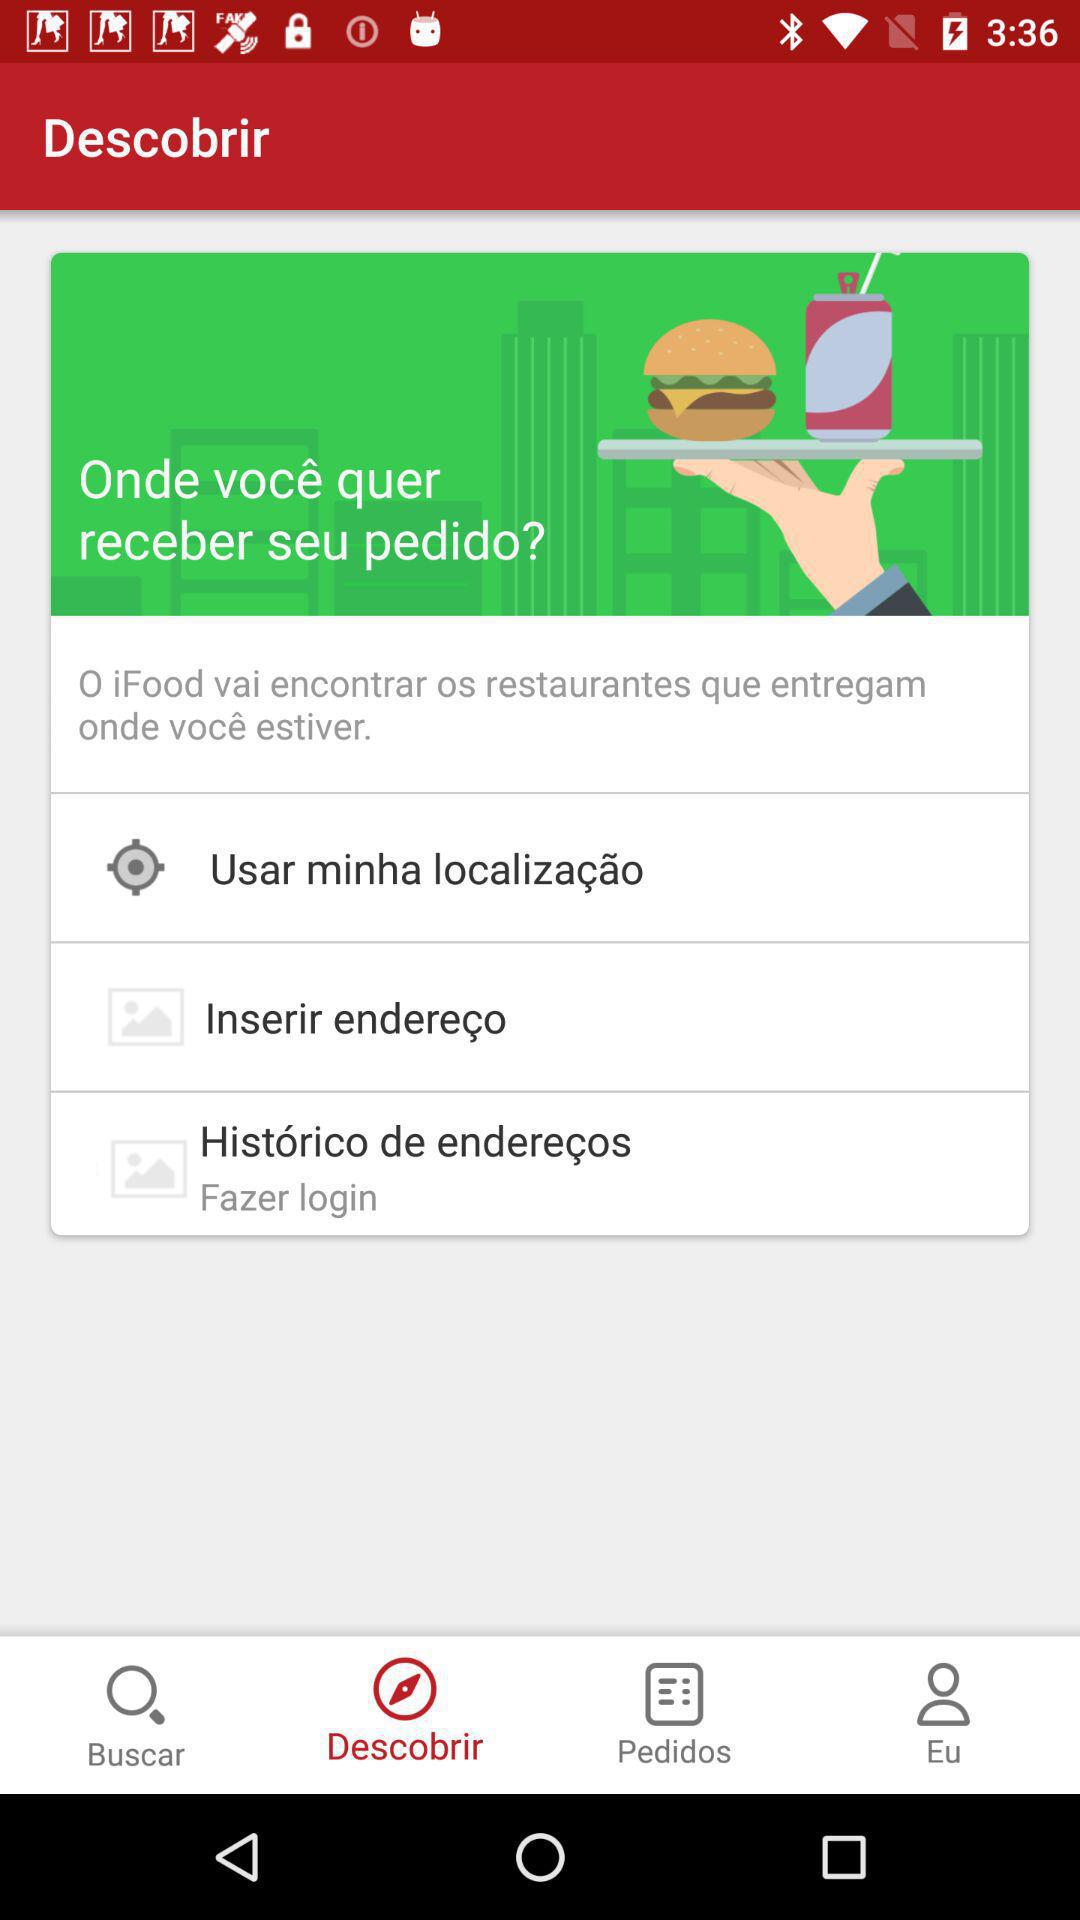 FAKE
3:36
Descobrir
Onde você quer
receber seu pedido?
O iFood vai encontrar os restaurantes que entregam
onde você estiver.
Usar minha localização
Inserir endereço
Histórico de endereços
Fazer login
Buscar
Descobrir
Pedidos
Eu